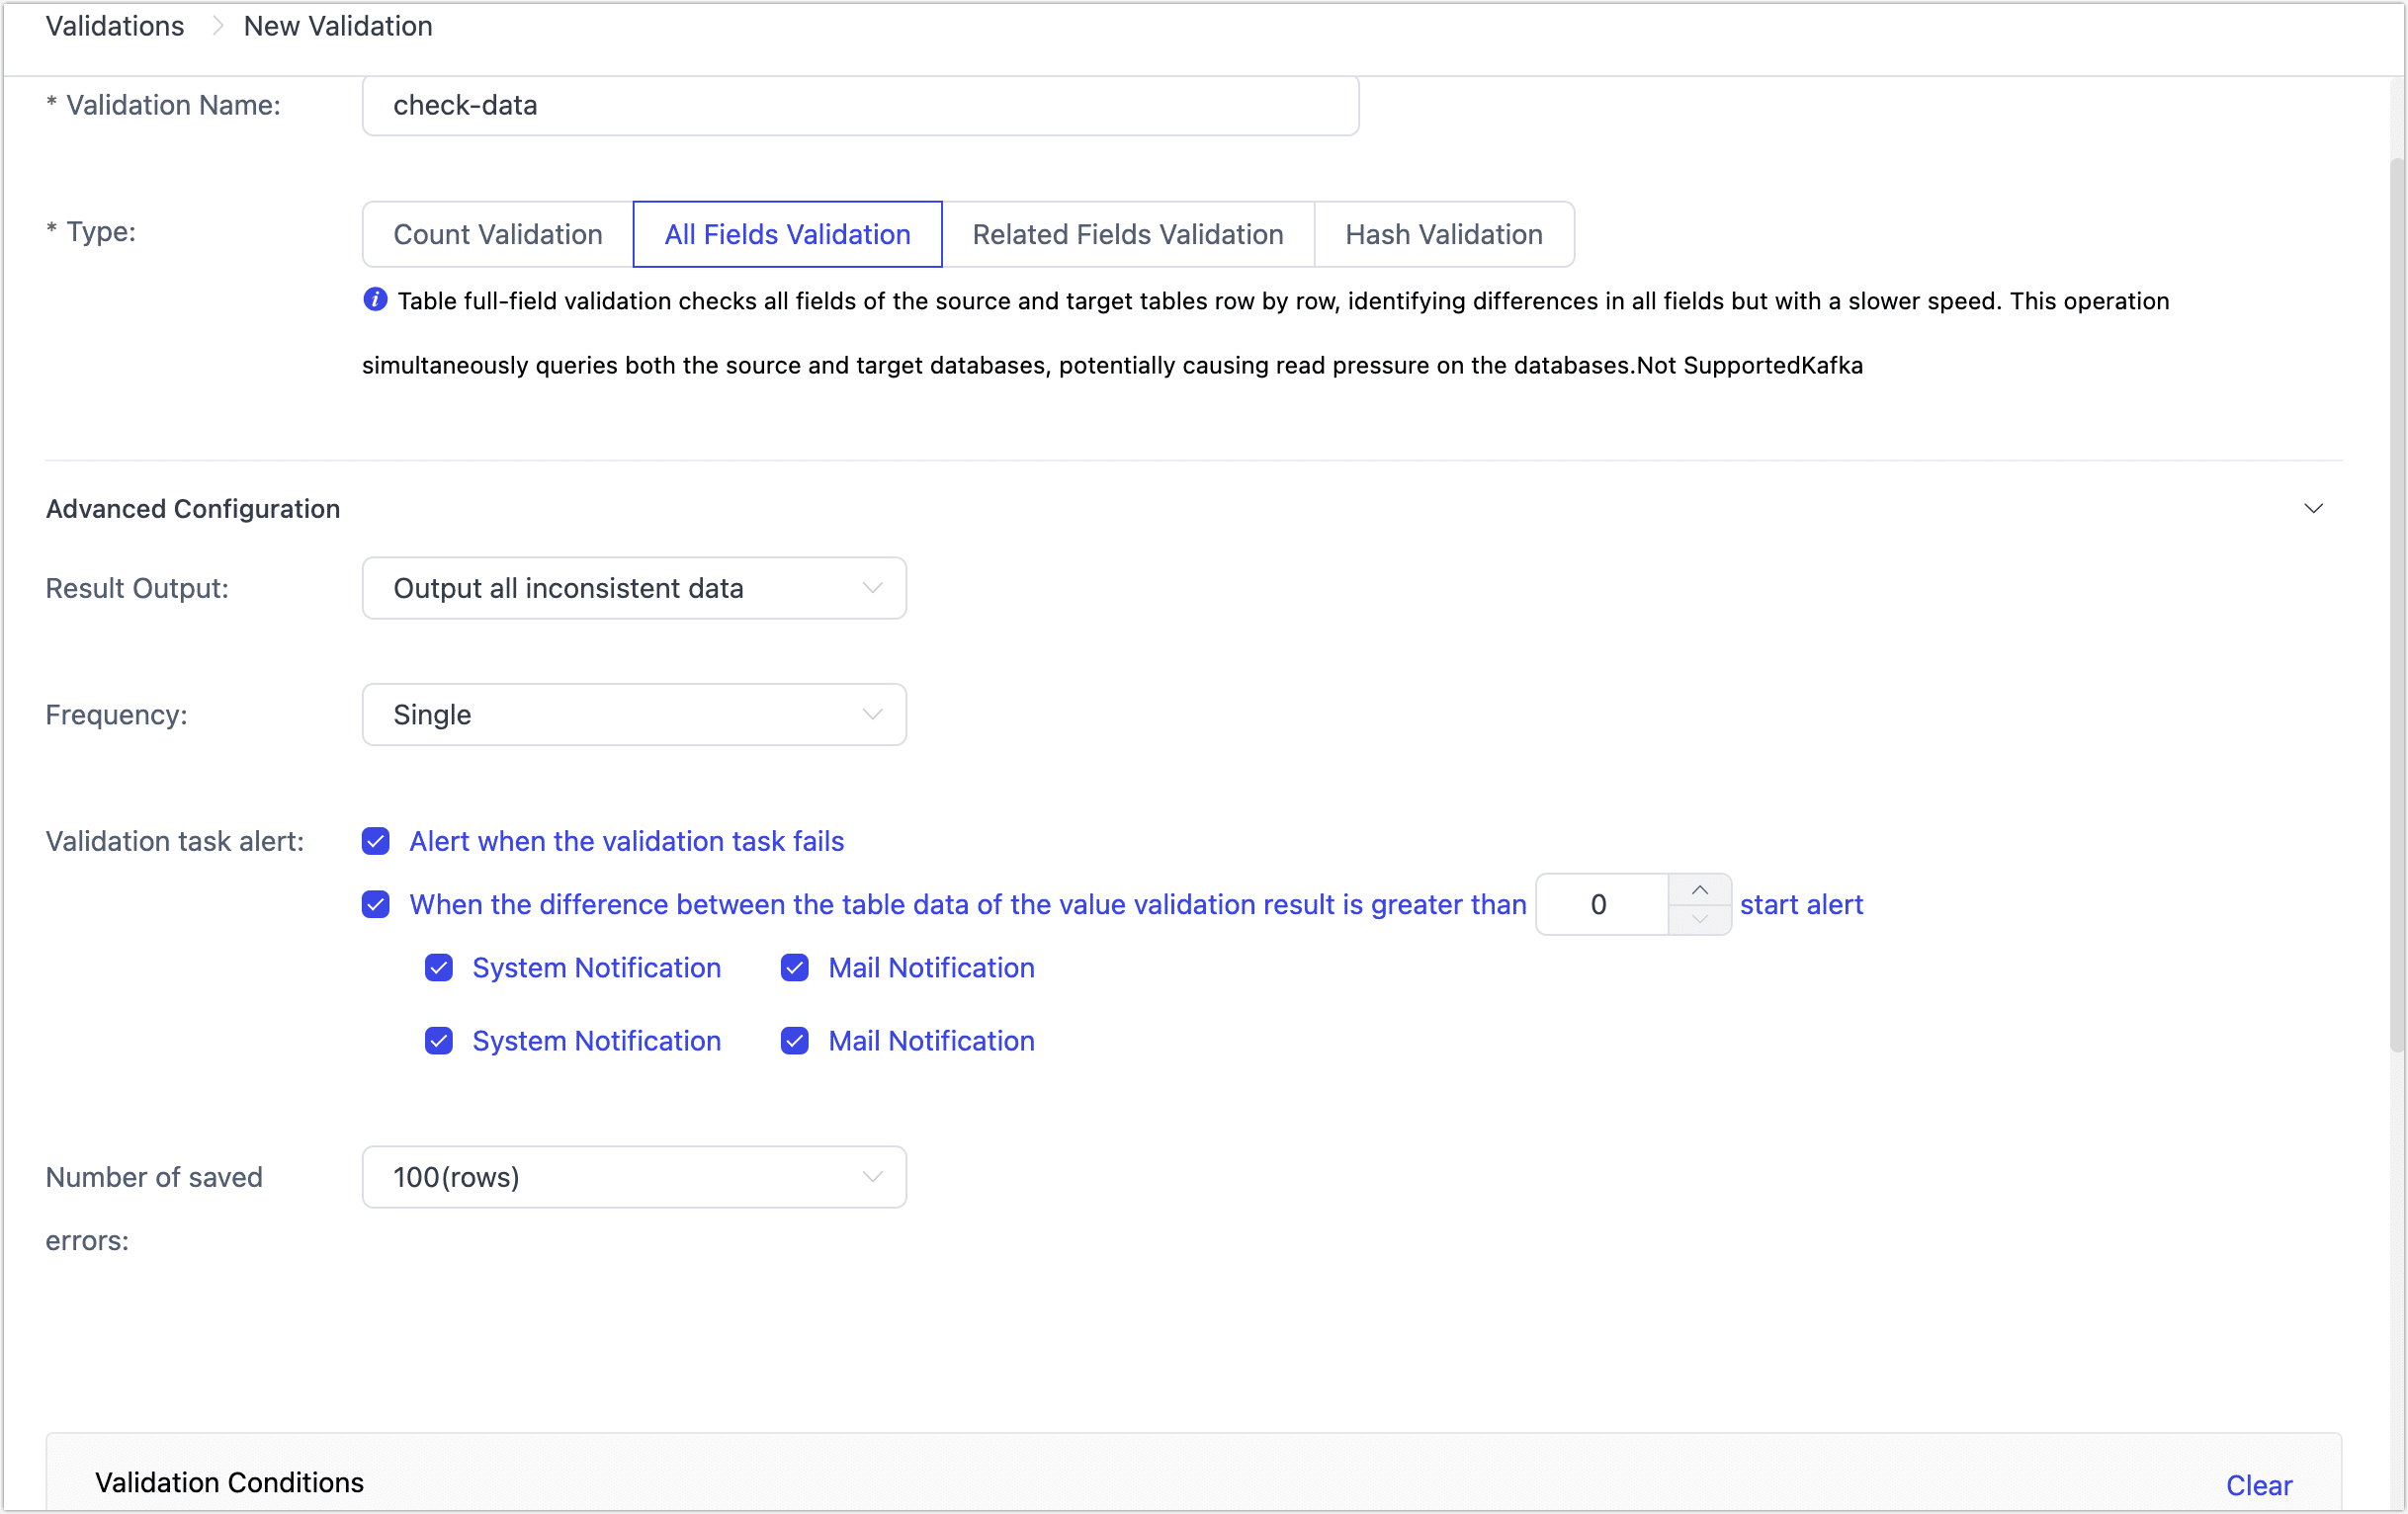 Validations > New Validation
* Validation Name: check-data
* Type: Count Validation All Fields Validation Related Fields Validation Hash Validation
i Table full-field validation checks all fields of the source and target tables row by row, identifying differences in all fields but with a slower speed. This operation
simultaneously queries both the source and target databases, potentially causing read pressure on the databases.Not SupportedKafka
Advanced Configuration
Result Output: Output all inconsistent data
Frequency: Single
Validation task alert: Alert when the validation task fails
When the difference between the table data of the value validation result is greater than 0 start alert
System Notification Mail Notification
System Notification Mail Notification
Number of saved 100(rows)
errors:
Validation Conditions Clear